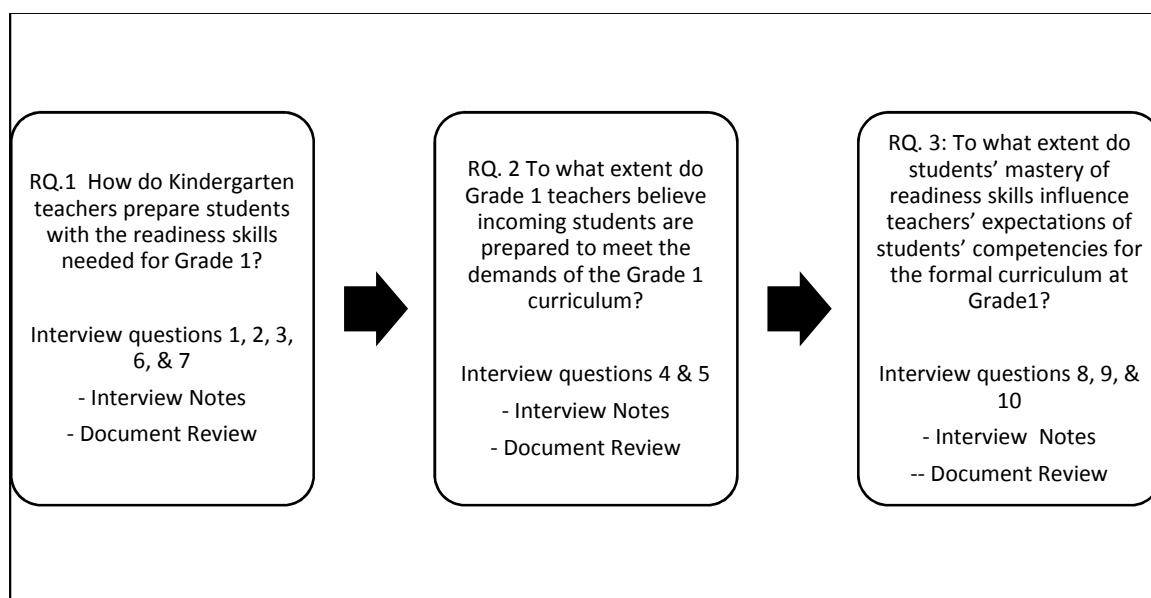 RQ.1  How do Kindergarten
teachers prepare students
with the readiness skills
needed for Grade 1?
Interview questions 1, 2, 3,
6, & 7
- Interview Notes
- Document Review
RQ. 2 To what extent do
Grade 1 teachers believe
incoming students are
prepared to meet the
demands of the Grade 1
curriculum?
Interview questions 4 & 5
- Interview Notes
- Document Review
RQ. 3: To what extent do
students’ mastery of
readiness skills influence
teachers’ expectations of
students’ competencies for
the formal curriculum at
Grade1?
Interview questions 8, 9, &
10
- Interview  Notes
-- Document Review